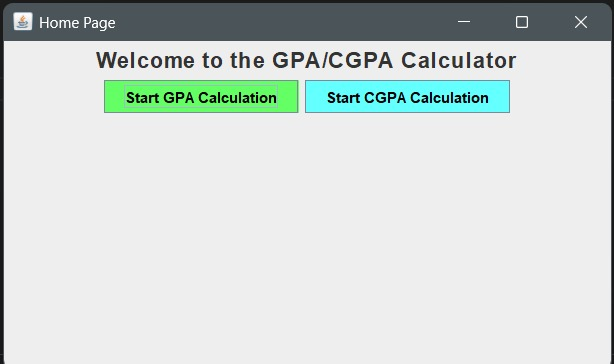 Home Page
Welcome to the GPA/CGPA Calculator
Start GPA Calculation
Start CGPA Calculation